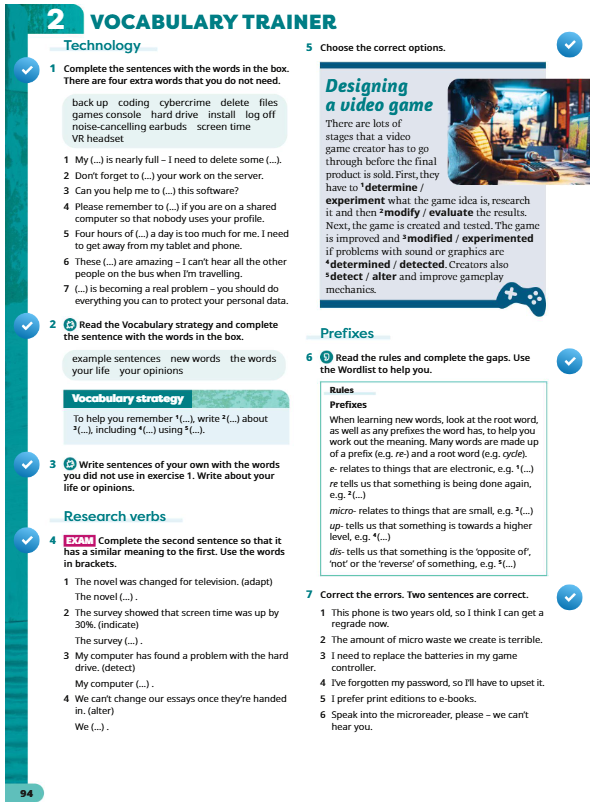 2 VOCABULARY TRAINER
Technology
1 Complete the sentences with the words in the box.
There are four extra words that you do not need.
back up coding cybercrime delete files
games console hard drive install log off
noise-cancelling earbuds screen time
VR headset
1 My (...) is nearly full – I need to delete some (...).
2 Don't forget to (...) your work on the server.
3 Can you help me to (...) this software?
4 Please remember to (...) if you are on a shared
computer so that nobody uses your profile.
5 Four hours of (...) a day is too much for me. I need
to get away from my tablet and phone.
6 These (...) are amazing – I can't hear all the other
people on the bus when I'm travelling.
7 (...) is becoming a real problem – you should do
everything you can to protect your personal data.
2 Read the Vocabulary strategy and complete
the sentence with the words in the box.
example sentences new words the words
your life your opinions
Vocabulary strategy
To help you remember ¹(...), write ²(...) about
³(...), including ⁴(...) using ⁵(...).
3 Write sentences of your own with the words
you did not use in exercise 1. Write about your
life or opinions.
Research verbs
4 EXAM Complete the second sentence so that it
has a similar meaning to the first. Use the words
in brackets.
1 The novel was changed for television. (adapt)
The novel (...) .
2 The survey showed that screen time was up by
30%. (indicate)
The survey (...) .
3 My computer has found a problem with the hard
drive. (detect)
My computer (...) .
4 We can't change our essays once they're handed
in. (alter)
We (...) .
5 Choose the correct options.
Designing
a video game
There are lots of
stages that a video
game creator has to go
through before the final
product is sold. First, they
have to ¹determine /
experiment what the game idea is, research
it and then ²modify / evaluate the results.
Next, the game is created and tested. The game
is improved and ³modified / experimented
if problems with sound or graphics are
⁴determined / detected. Creators also
⁵detect / alter and improve gameplay
mechanics.
Prefixes
6 Read the rules and complete the gaps. Use
the Wordlist to help you.
Rules
Prefixes
When learning new words, look at the root word,
as well as any prefixes the word has, to help you
work out the meaning. Many words are made up
of a prefix (e.g. re-) and a root word (e.g. cycle).
e- relates to things that are electronic, e.g. ¹(...)
re tells us that something is being done again,
e.g. ²(...)
micro- relates to things that are small, e.g. ³(...)
up- tells us that something is towards a higher
level, e.g. ⁴(...)
dis- tells us that something is the 'opposite of',
'not' or the 'reverse' of something, e.g. ⁵(...)
7 Correct the errors. Two sentences are correct.
1 This phone is two years old, so I think I can get a
regrade now.
2 The amount of micro waste we create is terrible.
3 I need to replace the batteries in my game
controller.
4 I've forgotten my password, so I'll have to upset it.
5 I prefer print editions to e-books.
6 Speak into the microreader, please – we can't
hear you.
94